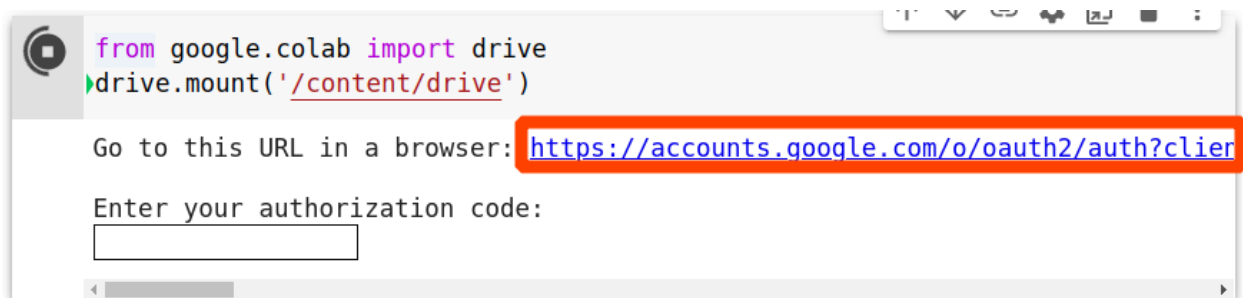 from google.colab import drive
drive.mount('/content/drive')
Go to this URL in a browser: https://accounts.google.com/o/oauth2/auth?clien
Enter your authorization code: